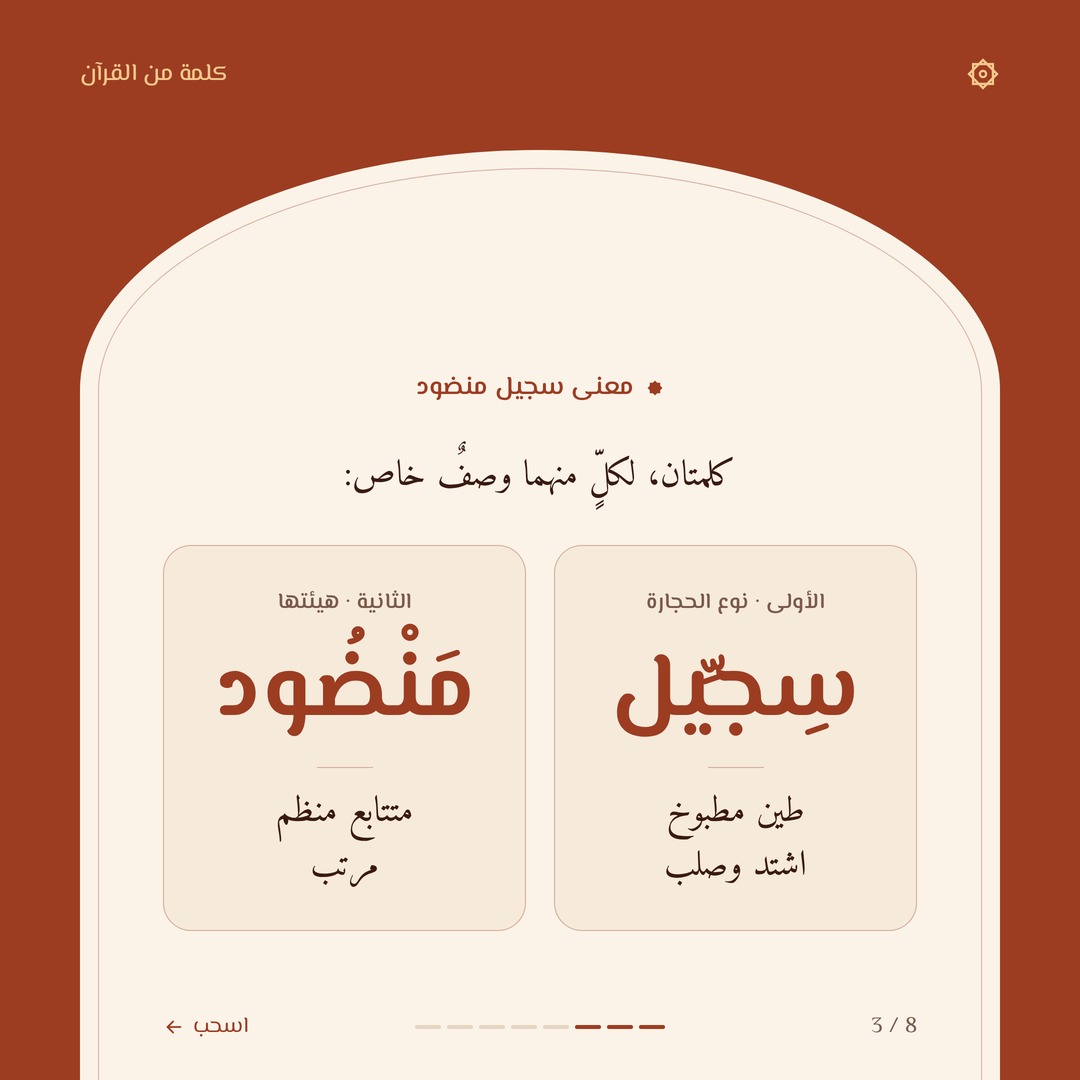 كلمة من القرآن
معنى سجيل منضود
كلمتان، لكلٍّ منهما وصفٌ خاص:
الأولى · نوع الحجارة
سِجّيل
طين مطبوخ
اشتد وصلب
الثانية · هيئتها
مَنْضُود
متتابع منظم
مرتب
3 / 8
اسحب ←